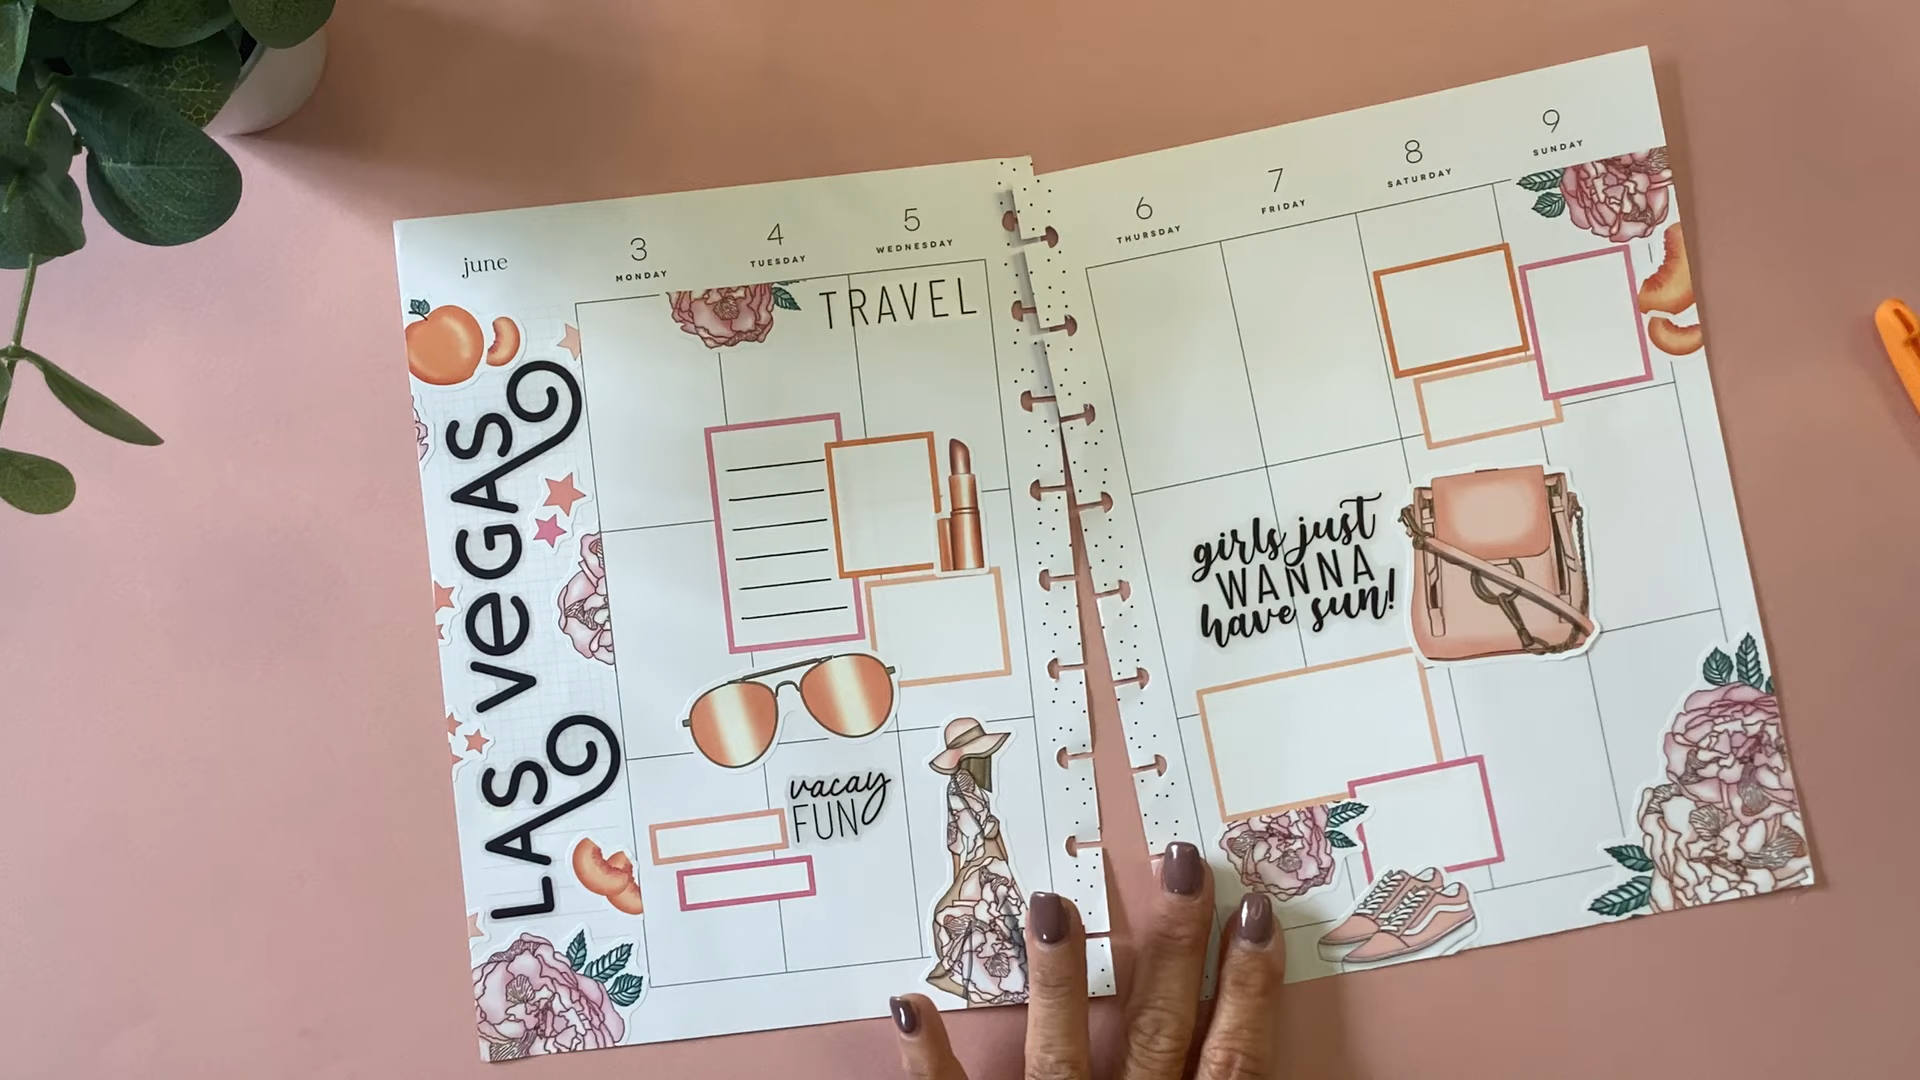 june
3
MONDAY
4
TUESDAY
5
WEDNESDAY
TRAVEL
LAS VeGAS
vacay
FUN
6
THURSDAY
7
FRIDAY
8
SATURDAY
9
SUNDAY
girls just
WANNA
have sun!